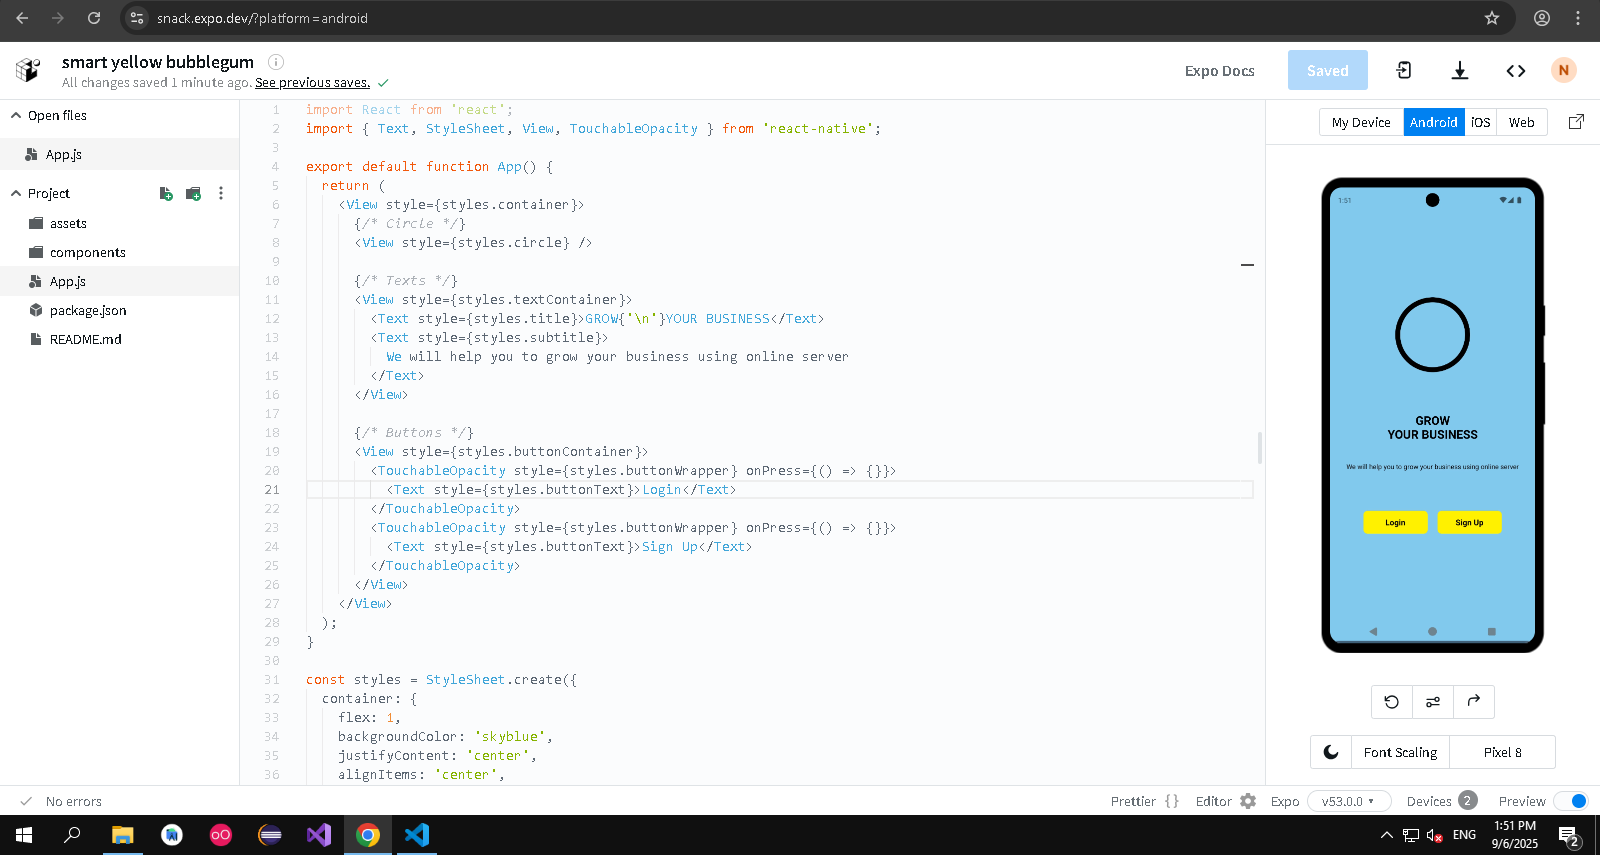 snack.expo.dev/?platform=android
smart yellow bubblegum
All changes saved 1 minute ago. See previous saves.
Expo Docs
Saved
N
Open files
App.js
Project
assets
components
App.js
package.json
README.md
1 import React from 'react';
2 import { Text, StyleSheet, View, TouchableOpacity } from 'react-native';
3
4 export default function App() {
5 return (
6 <View style={styles.container}>
7 {/* Circle */}
8 <View style={styles.circle} />
9
10 {/* Texts */}
11 <View style={styles.textContainer}>
12 <Text style={styles.title}>GROW{'\n'}YOUR BUSINESS</Text>
13 <Text style={styles.subtitle}>
14 We will help you to grow your business using online server
15 </Text>
16 </View>
17
18 {/* Buttons */}
19 <View style={styles.buttonContainer}>
20 <TouchableOpacity style={styles.buttonWrapper} onPress={() => {}}>
21 <Text style={styles.buttonText}>Login</Text>
22 </TouchableOpacity>
23 <TouchableOpacity style={styles.buttonWrapper} onPress={() => {}}>
24 <Text style={styles.buttonText}>Sign Up</Text>
25 </TouchableOpacity>
26 </View>
27 </View>
28 );
29 }
30
31 const styles = StyleSheet.create({
32 container: {
33 flex: 1,
34 backgroundColor: 'skyblue',
35 justifyContent: 'center',
36 alignItems: 'center',
My Device
Android
iOS
Web
1:51
GROW
YOUR BUSINESS
We will help you to grow your business using online server
Login
Sign Up
Font Scaling
Pixel 8
No errors
Prettier {}
Editor
Expo
v53.0.0
Devices 2
Preview
ENG
1:51 PM
9/6/2025
2